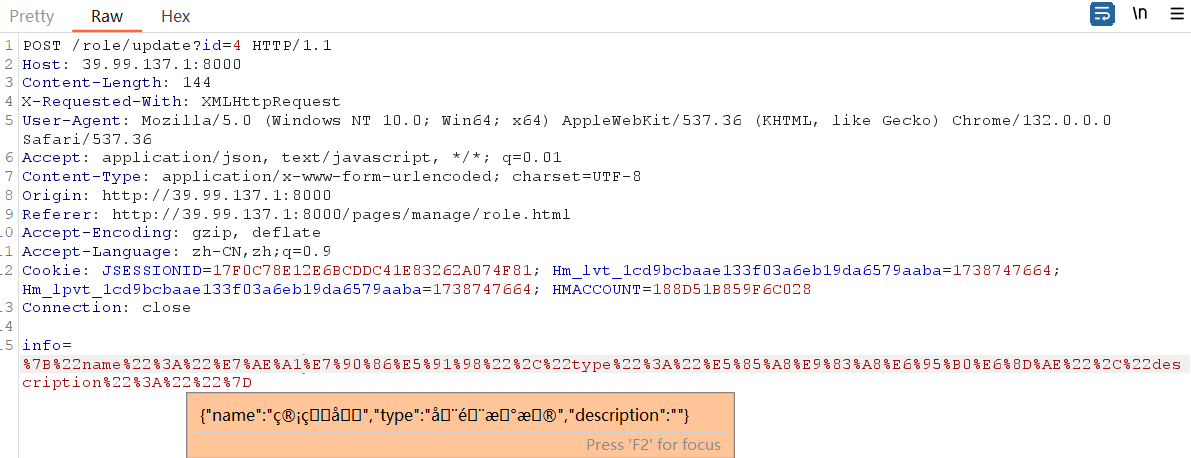 Pretty Raw Hex \n
1 POST /role/update?id=4 HTTP/1.1
2 Host: 39.99.137.1:8000
3 Content-Length: 144
4 X-Requested-With: XMLHttpRequest
5 User-Agent: Mozilla/5.0 (Windows NT 10.0; Win64; x64) AppleWebKit/537.36 (KHTML, like Gecko) Chrome/132.0.0.0
Safari/537.36
6 Accept: application/json, text/javascript, */*; q=0.01
7 Content-Type: application/x-www-form-urlencoded; charset=UTF-8
8 Origin: http://39.99.137.1:8000
9 Referer: http://39.99.137.1:8000/pages/manage/role.html
10 Accept-Encoding: gzip, deflate
11 Accept-Language: zh-CN,zh;q=0.9
12 Cookie: JSESSIONID=17F0C78E12E6BCDDC41E83262A074F81; Hm_lvt_1cd9bcbaae133f03a6eb19da6579aaba=1738747664;
Hm_lpvt_1cd9bcbaae133f03a6eb19da6579aaba=1738747664; HMACCOUNT=188D51B859F6C028
13 Connection: close
14
15 info=
%7B%22name%22%3A%22%E7%AE%A1%E7%90%86%E5%91%98%22%2C%22type%22%3A%22%E5%85%A8%E9%83%A8%E6%95%B0%E6%8D%AE%22%2C%22des
cription%22%3A%22%22%7D
{"name":"ç®¡ç□□å□□","type":"å□¨é□¨æ□°æ□®","description":""}
Press 'F2' for focus